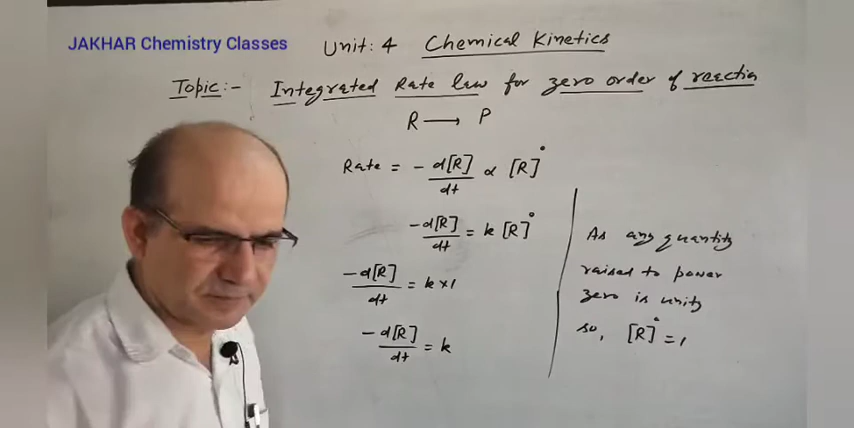 JAKHAR Chemistry Classes
Unit: 4 Chemical Kinetics
Topic:- Integrated Rate law for zero order of reaction
R → P
Rate = - d[R]/dt ∝ [R]°
-d[R]/dt = k [R]°
-d[R]/dt = k × 1
-d[R]/dt = k
As any quantity
raised to power
zero is unity
so, [R]° = 1